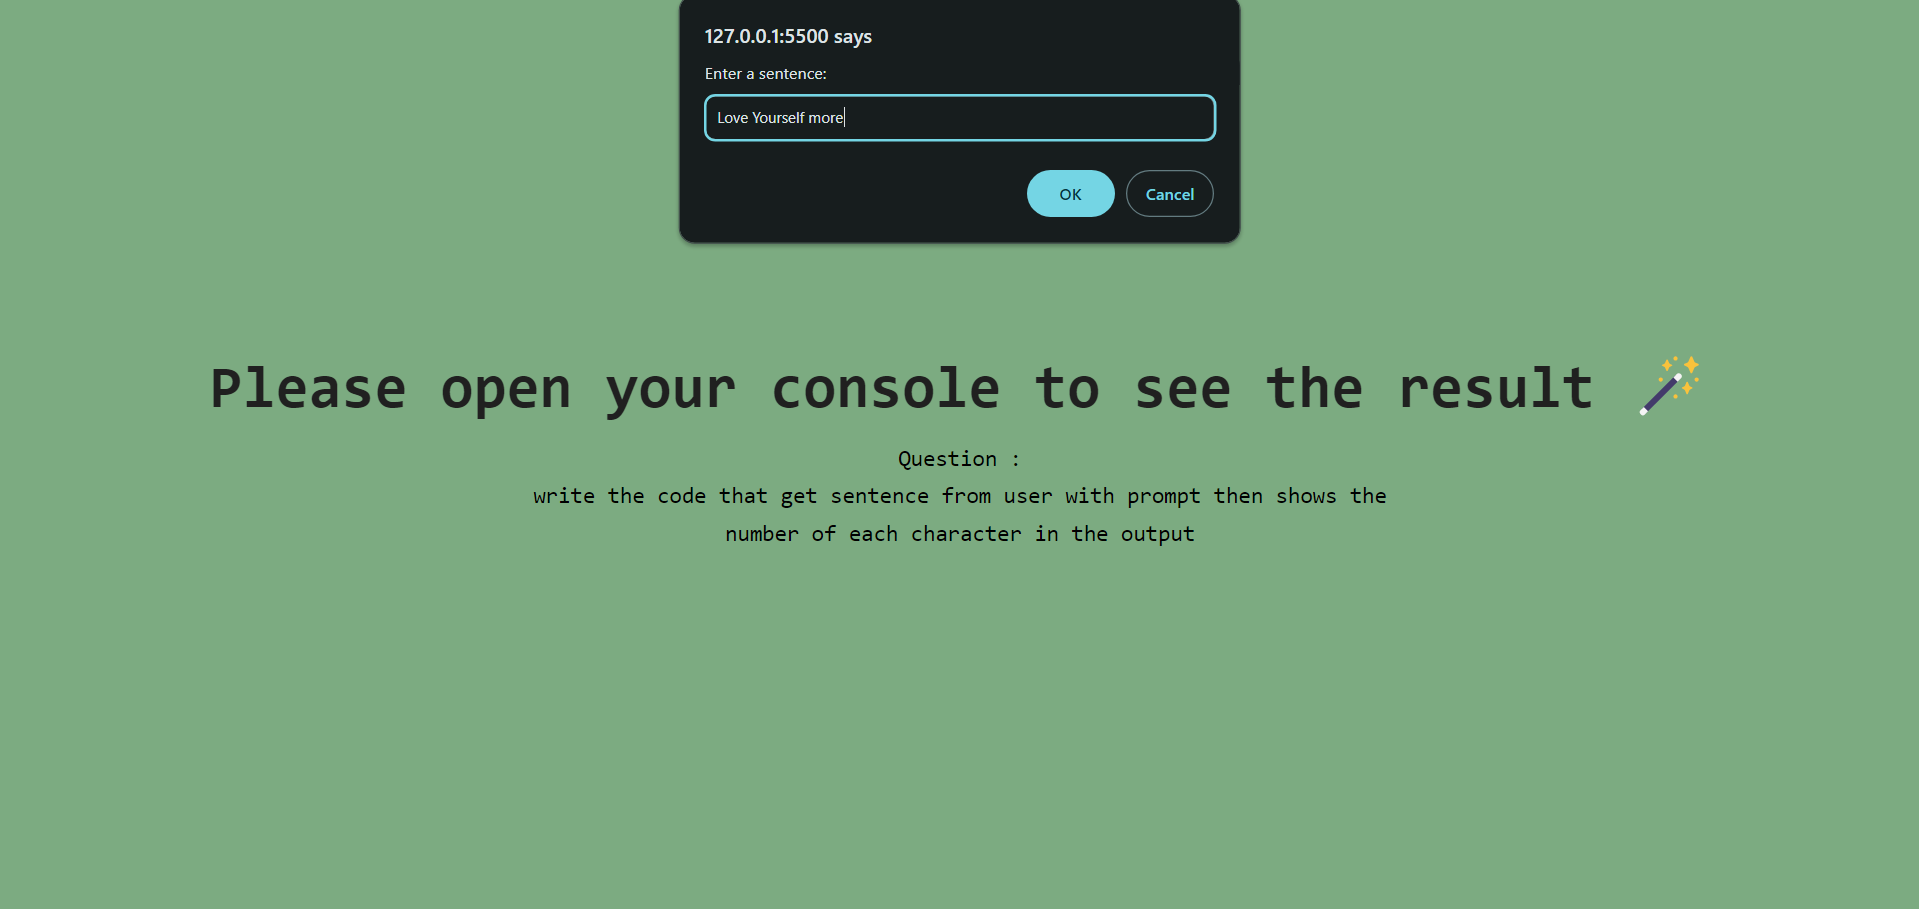 127.0.0.1:5500 says
Enter a sentence:
Love Yourself more
OK
Cancel
Please open your console to see the result 🪄
Question :
write the code that get sentence from user with prompt then shows the
number of each character in the output